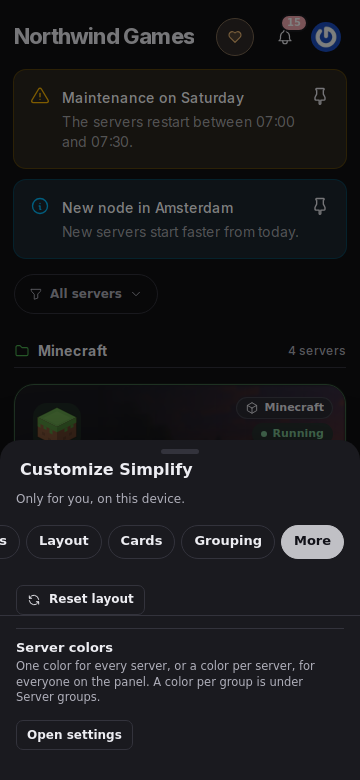 Northwind Games
15
Maintenance on Saturday
The servers restart between 07:00
and 07:30.
New node in Amsterdam
New servers start faster from today.
All servers
Minecraft
4 servers
Minecraft
Running
Customize Simplify
Only for you, on this device.
s
Layout
Cards
Grouping
More
Reset layout
Server colors
One color for every server, or a color per server, for
everyone on the panel. A color per group is under
Server groups.
Open settings